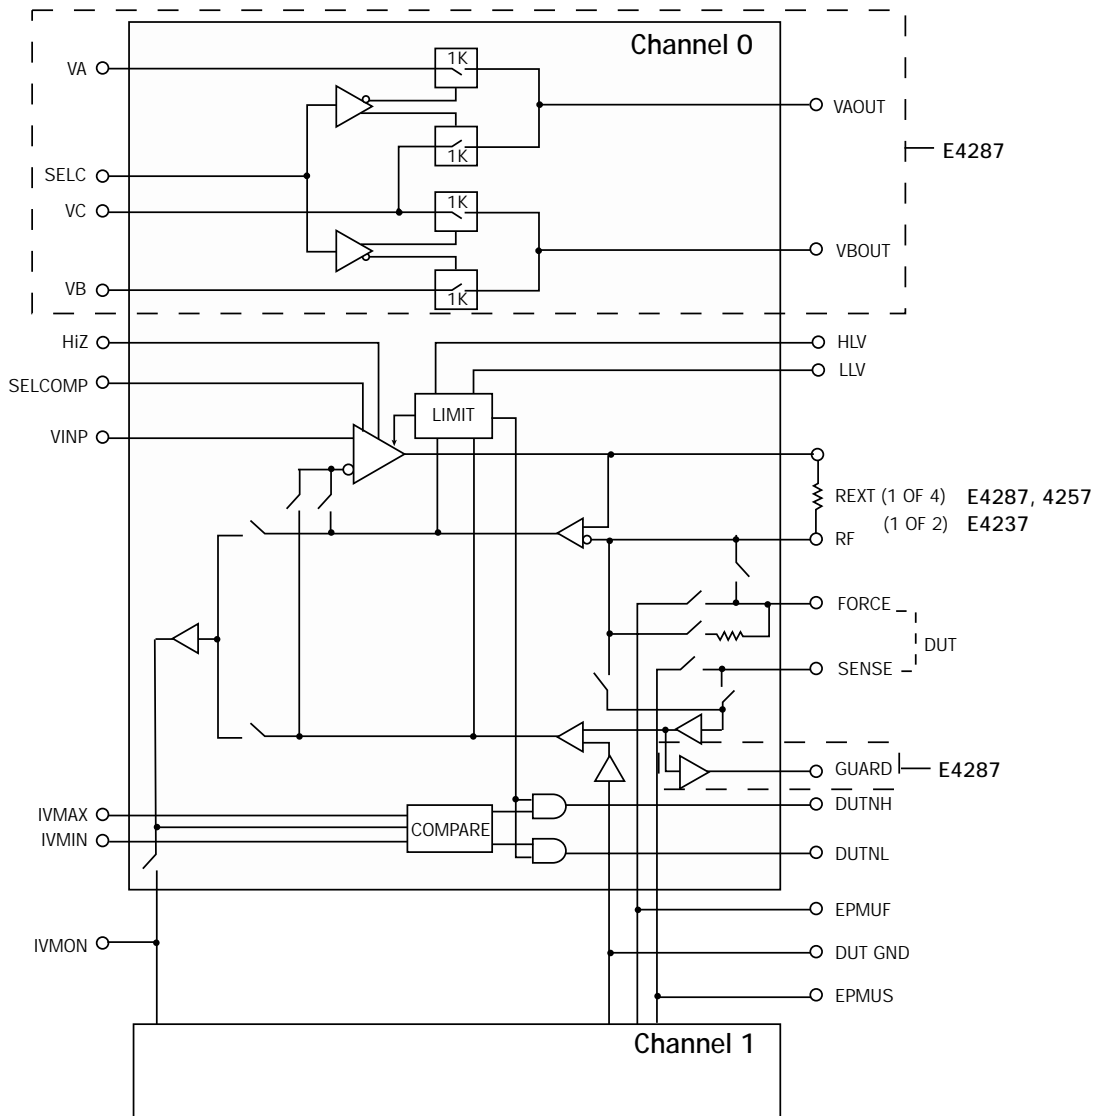 Channel 0
VA
1K
VAOUT
1K
E4287
SELC
VC
1K
VBOUT
VB
1K
HiZ
HLV
SELCOMP
LLV
LIMIT
VINP
REXT (1 OF 4) E4287, 4257
(1 OF 2) E4237
RF
FORCE
DUT
SENSE
GUARD
E4287
DUTNH
IVMAX
COMPARE
IVMIN
DUTNL
EPMUF
IVMON
DUT GND
EPMUS
Channel 1